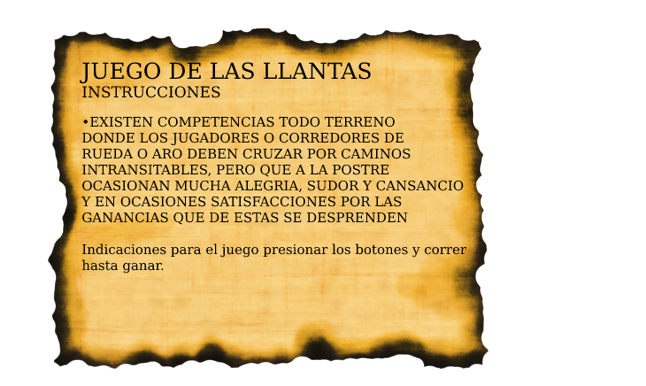 JUEGO DE LAS LLANTAS
INSTRUCCIONES
•EXISTEN COMPETENCIAS TODO TERRENO
DONDE LOS JUGADORES O CORREDORES DE
RUEDA O ARO DEBEN CRUZAR POR CAMINOS
INTRANSITABLES, PERO QUE A LA POSTRE
OCASIONAN MUCHA ALEGRIA, SUDOR Y CANSANCIO
Y EN OCASIONES SATISFACCIONES POR LAS
GANANCIAS QUE DE ESTAS SE DESPRENDEN
Indicaciones para el juego presionar los botones y correr
hasta ganar.